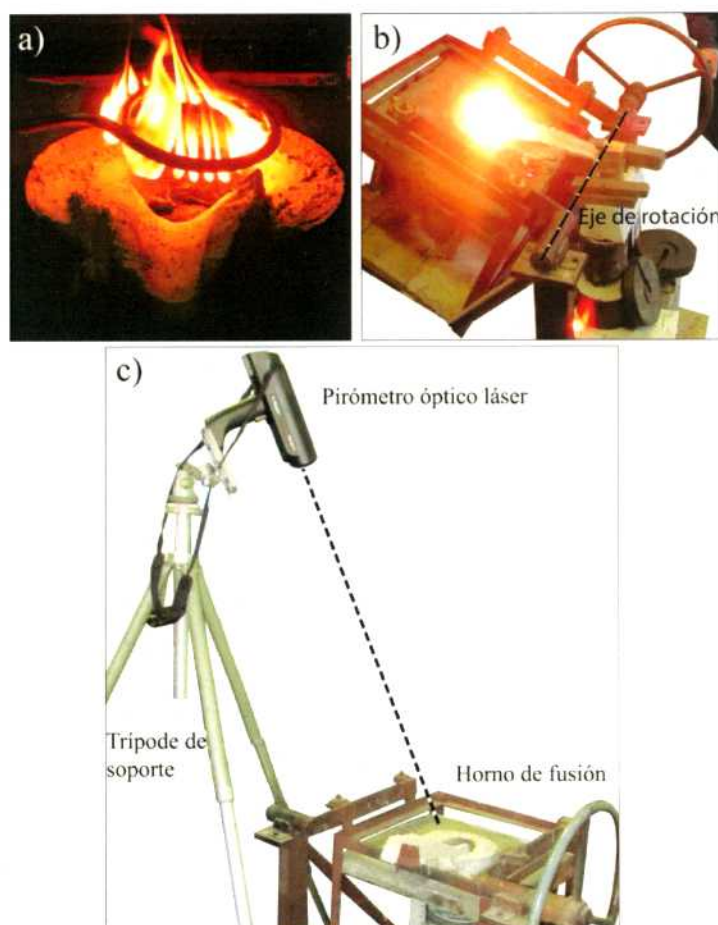 a)
b)
Eje de rotación
c)
Pirómetro óptico láser
Trípode de
soporte
Horno de fusión